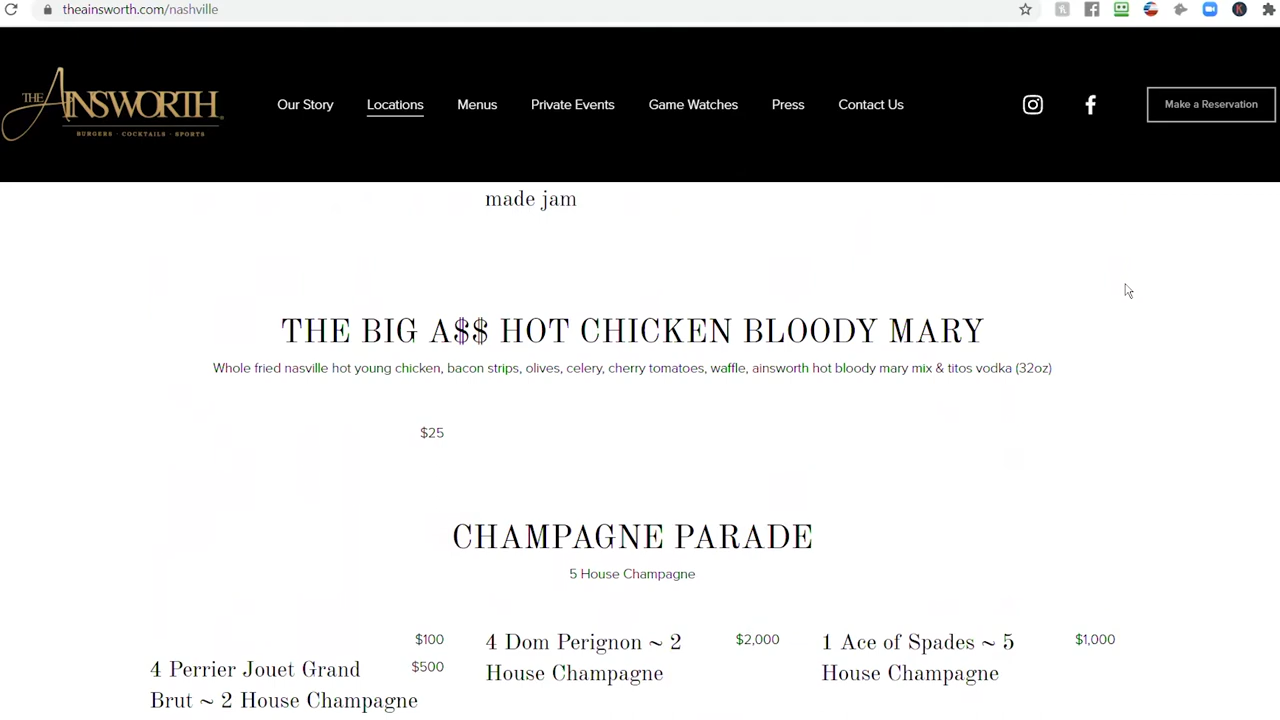 theainsworth.com/nashville
THE AINSWORTH
BURGERS · COCKTAILS · SPORTS
Our Story
Locations
Menus
Private Events
Game Watches
Press
Contact Us
Make a Reservation
made jam
THE BIG A$$ HOT CHICKEN BLOODY MARY
Whole fried nasville hot young chicken, bacon strips, olives, celery, cherry tomatoes, waffle, ainsworth hot bloody mary mix & titos vodka (32oz)
$25
CHAMPAGNE PARADE
5 House Champagne
$100
4 Perrier Jouet Grand
Brut ~ 2 House Champagne
$500
4 Dom Perignon ~ 2
House Champagne
$2,000
1 Ace of Spades ~ 5
House Champagne
$1,000